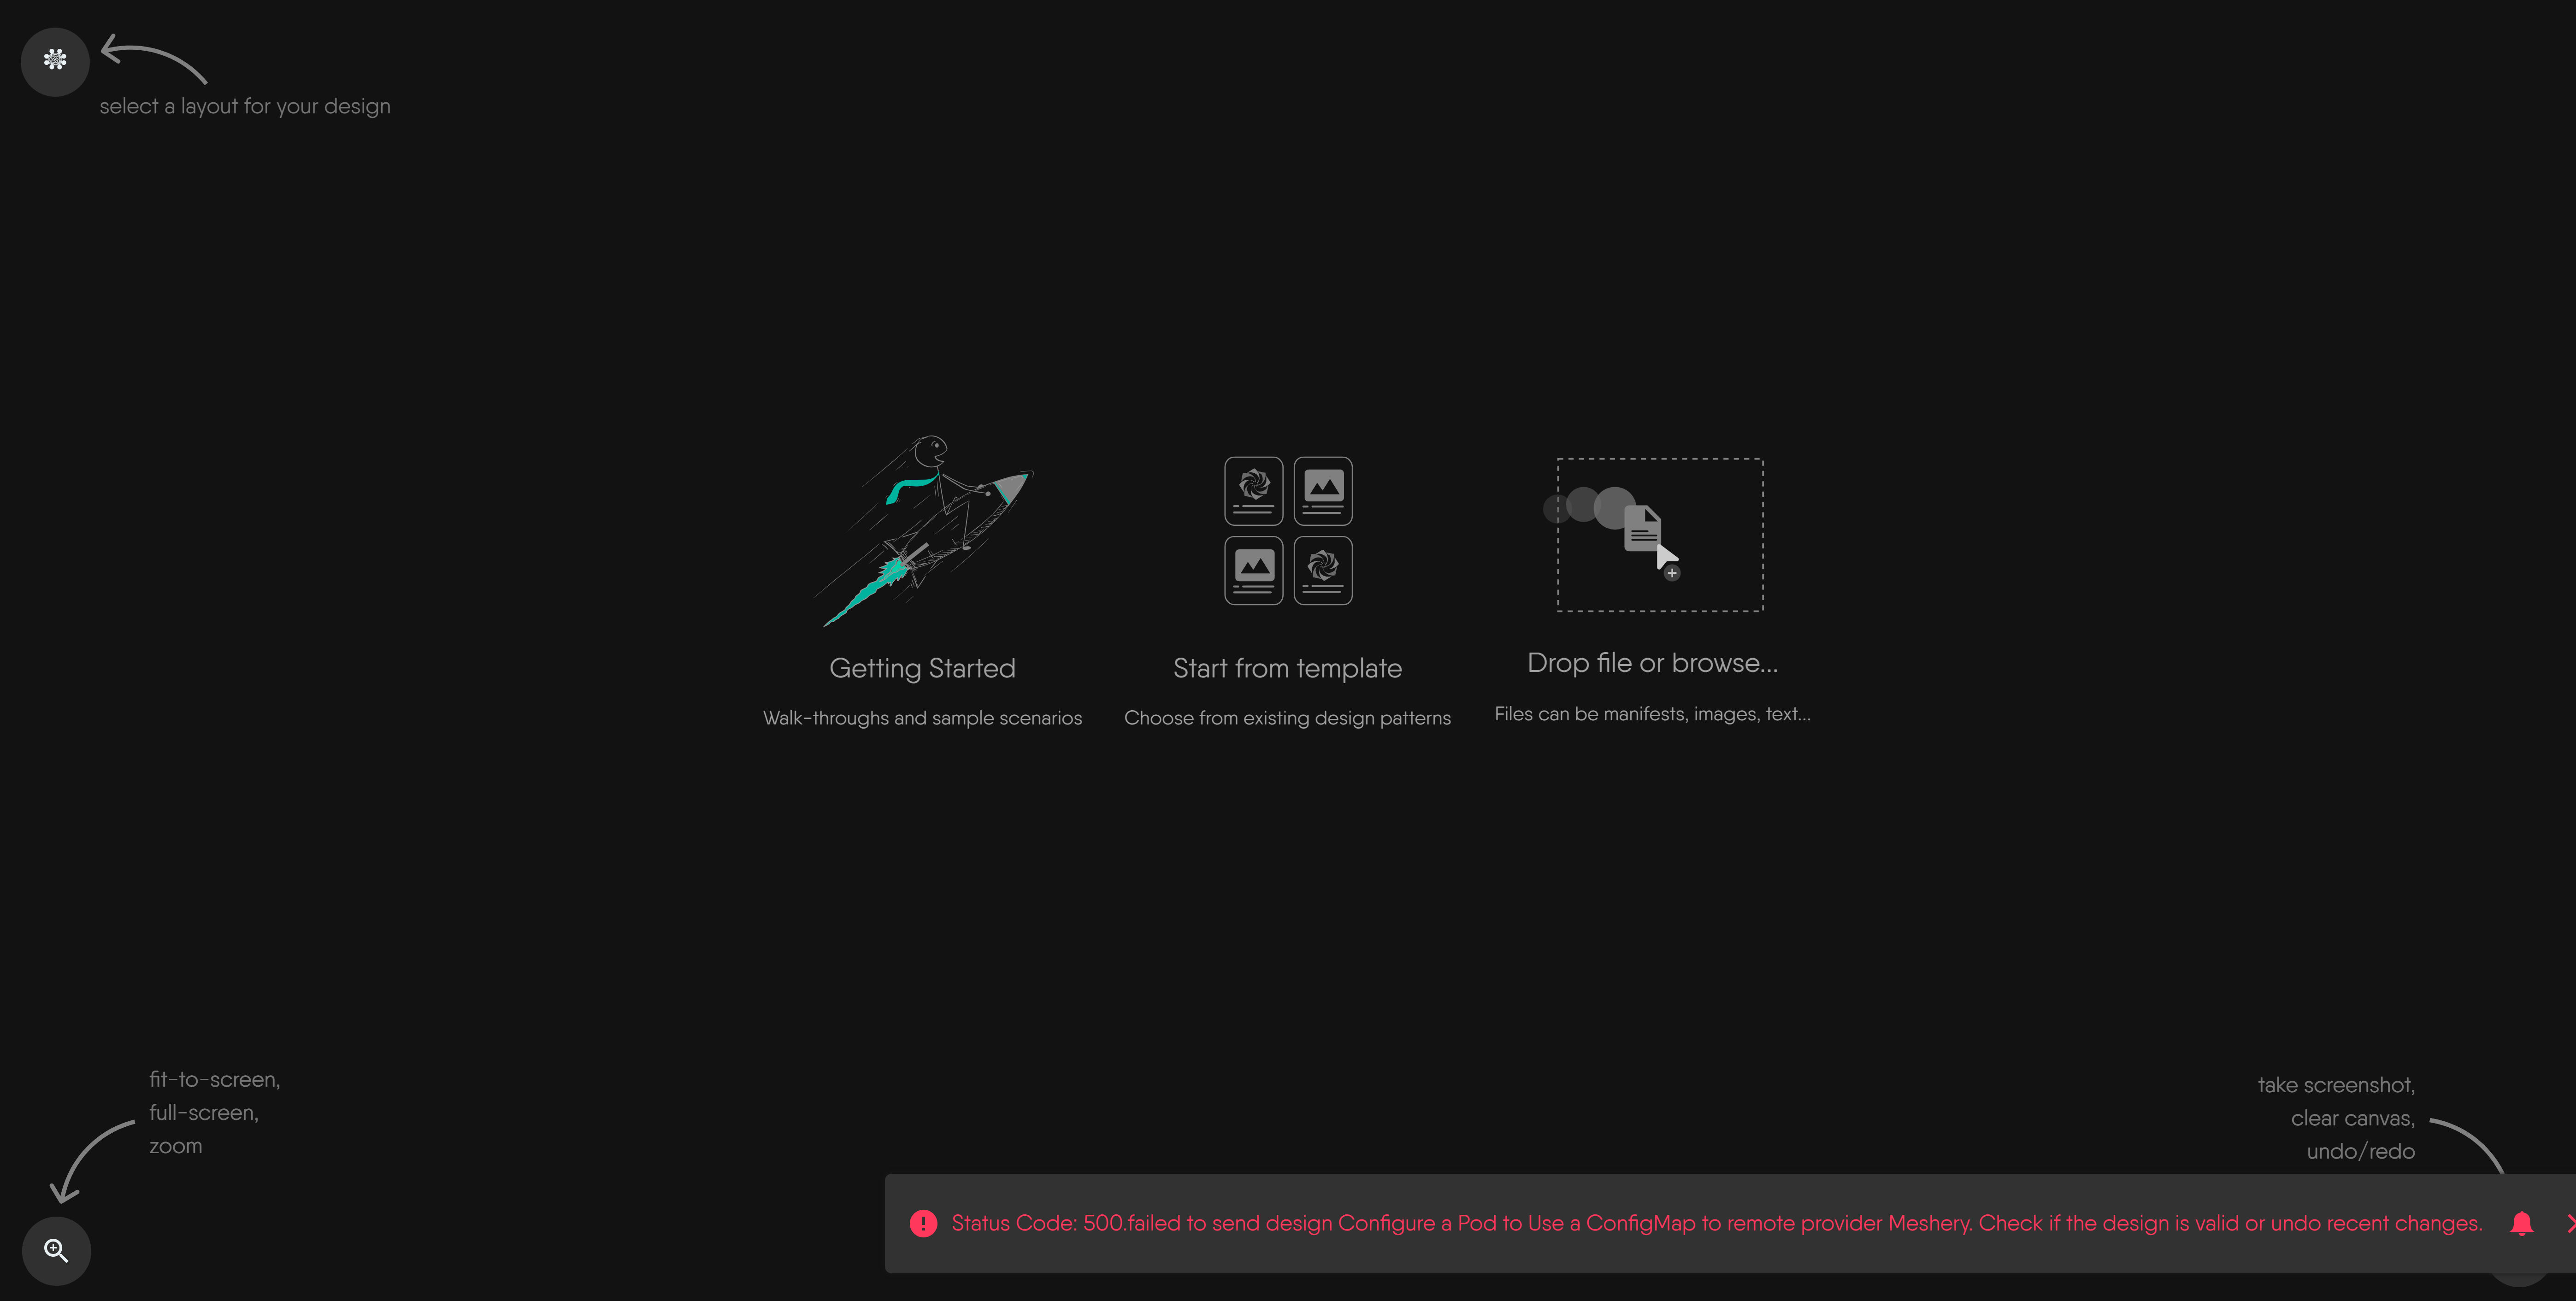 select a layout for your design
Getting Started
Walk-throughs and sample scenarios
Start from template
Choose from existing design patterns
Drop file or browse...
Files can be manifests, images, text...
fit-to-screen,
full-screen,
zoom
take screenshot,
clear canvas,
undo/redo
Status Code: 500.failed to send design Configure a Pod to Use a ConfigMap to remote provider Meshery. Check if the design is valid or undo recent changes.